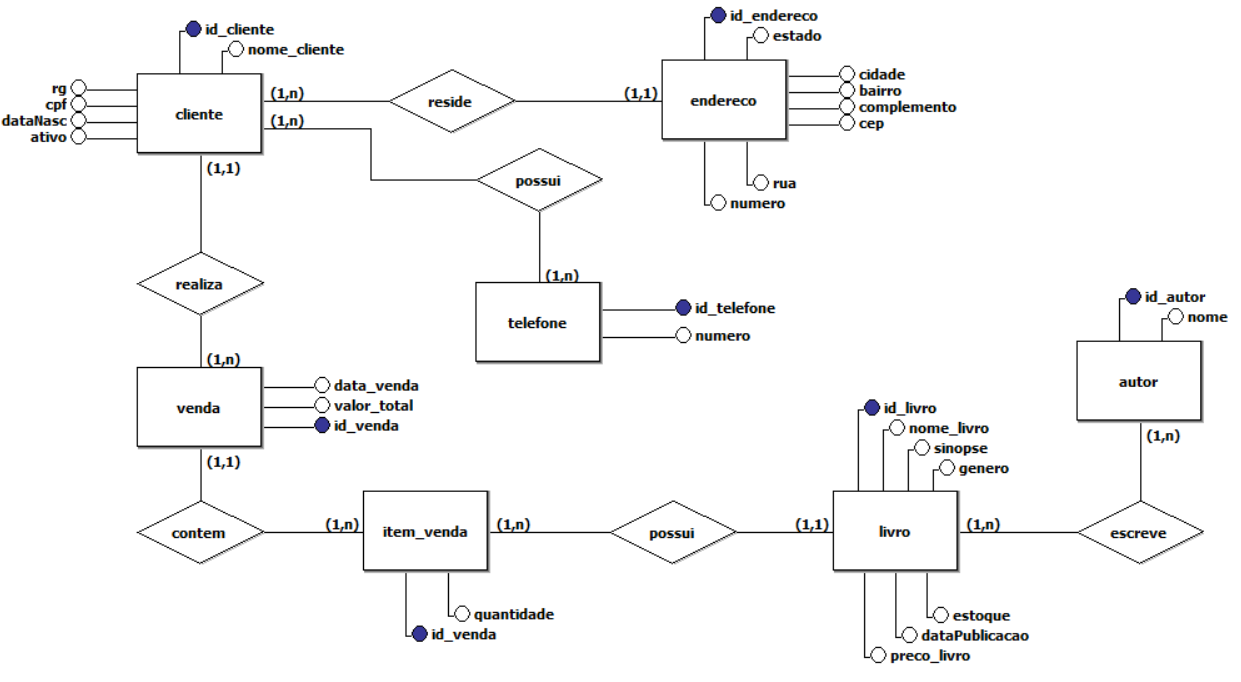 id_cliente
nome_cliente
rg
cpf
dataNasc
ativo
cliente
(1,n)
(1,n)
(1,1)
reside
(1,1)
id_endereco
estado
endereco
cidade
bairro
complemento
cep
rua
numero
possui
(1,n)
telefone
id_telefone
numero
realiza
(1,n)
venda
data_venda
valor_total
id_venda
(1,1)
contem
(1,n)
item_venda
(1,n)
quantidade
id_venda
possui
(1,1)
id_livro
nome_livro
sinopse
genero
livro
(1,n)
estoque
dataPublicacao
preco_livro
id_autor
nome
autor
(1,n)
escreve